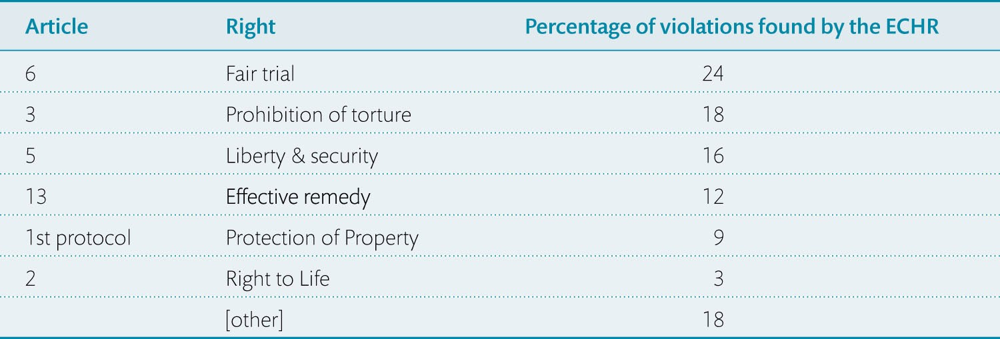 Article Right Percentage of violations found by the ECHR
6 Fair trial 24
3 Prohibition of torture 18
5 Liberty & security 16
13 Effective remedy 12
1st protocol Protection of Property 9
2 Right to Life 3
[other] 18